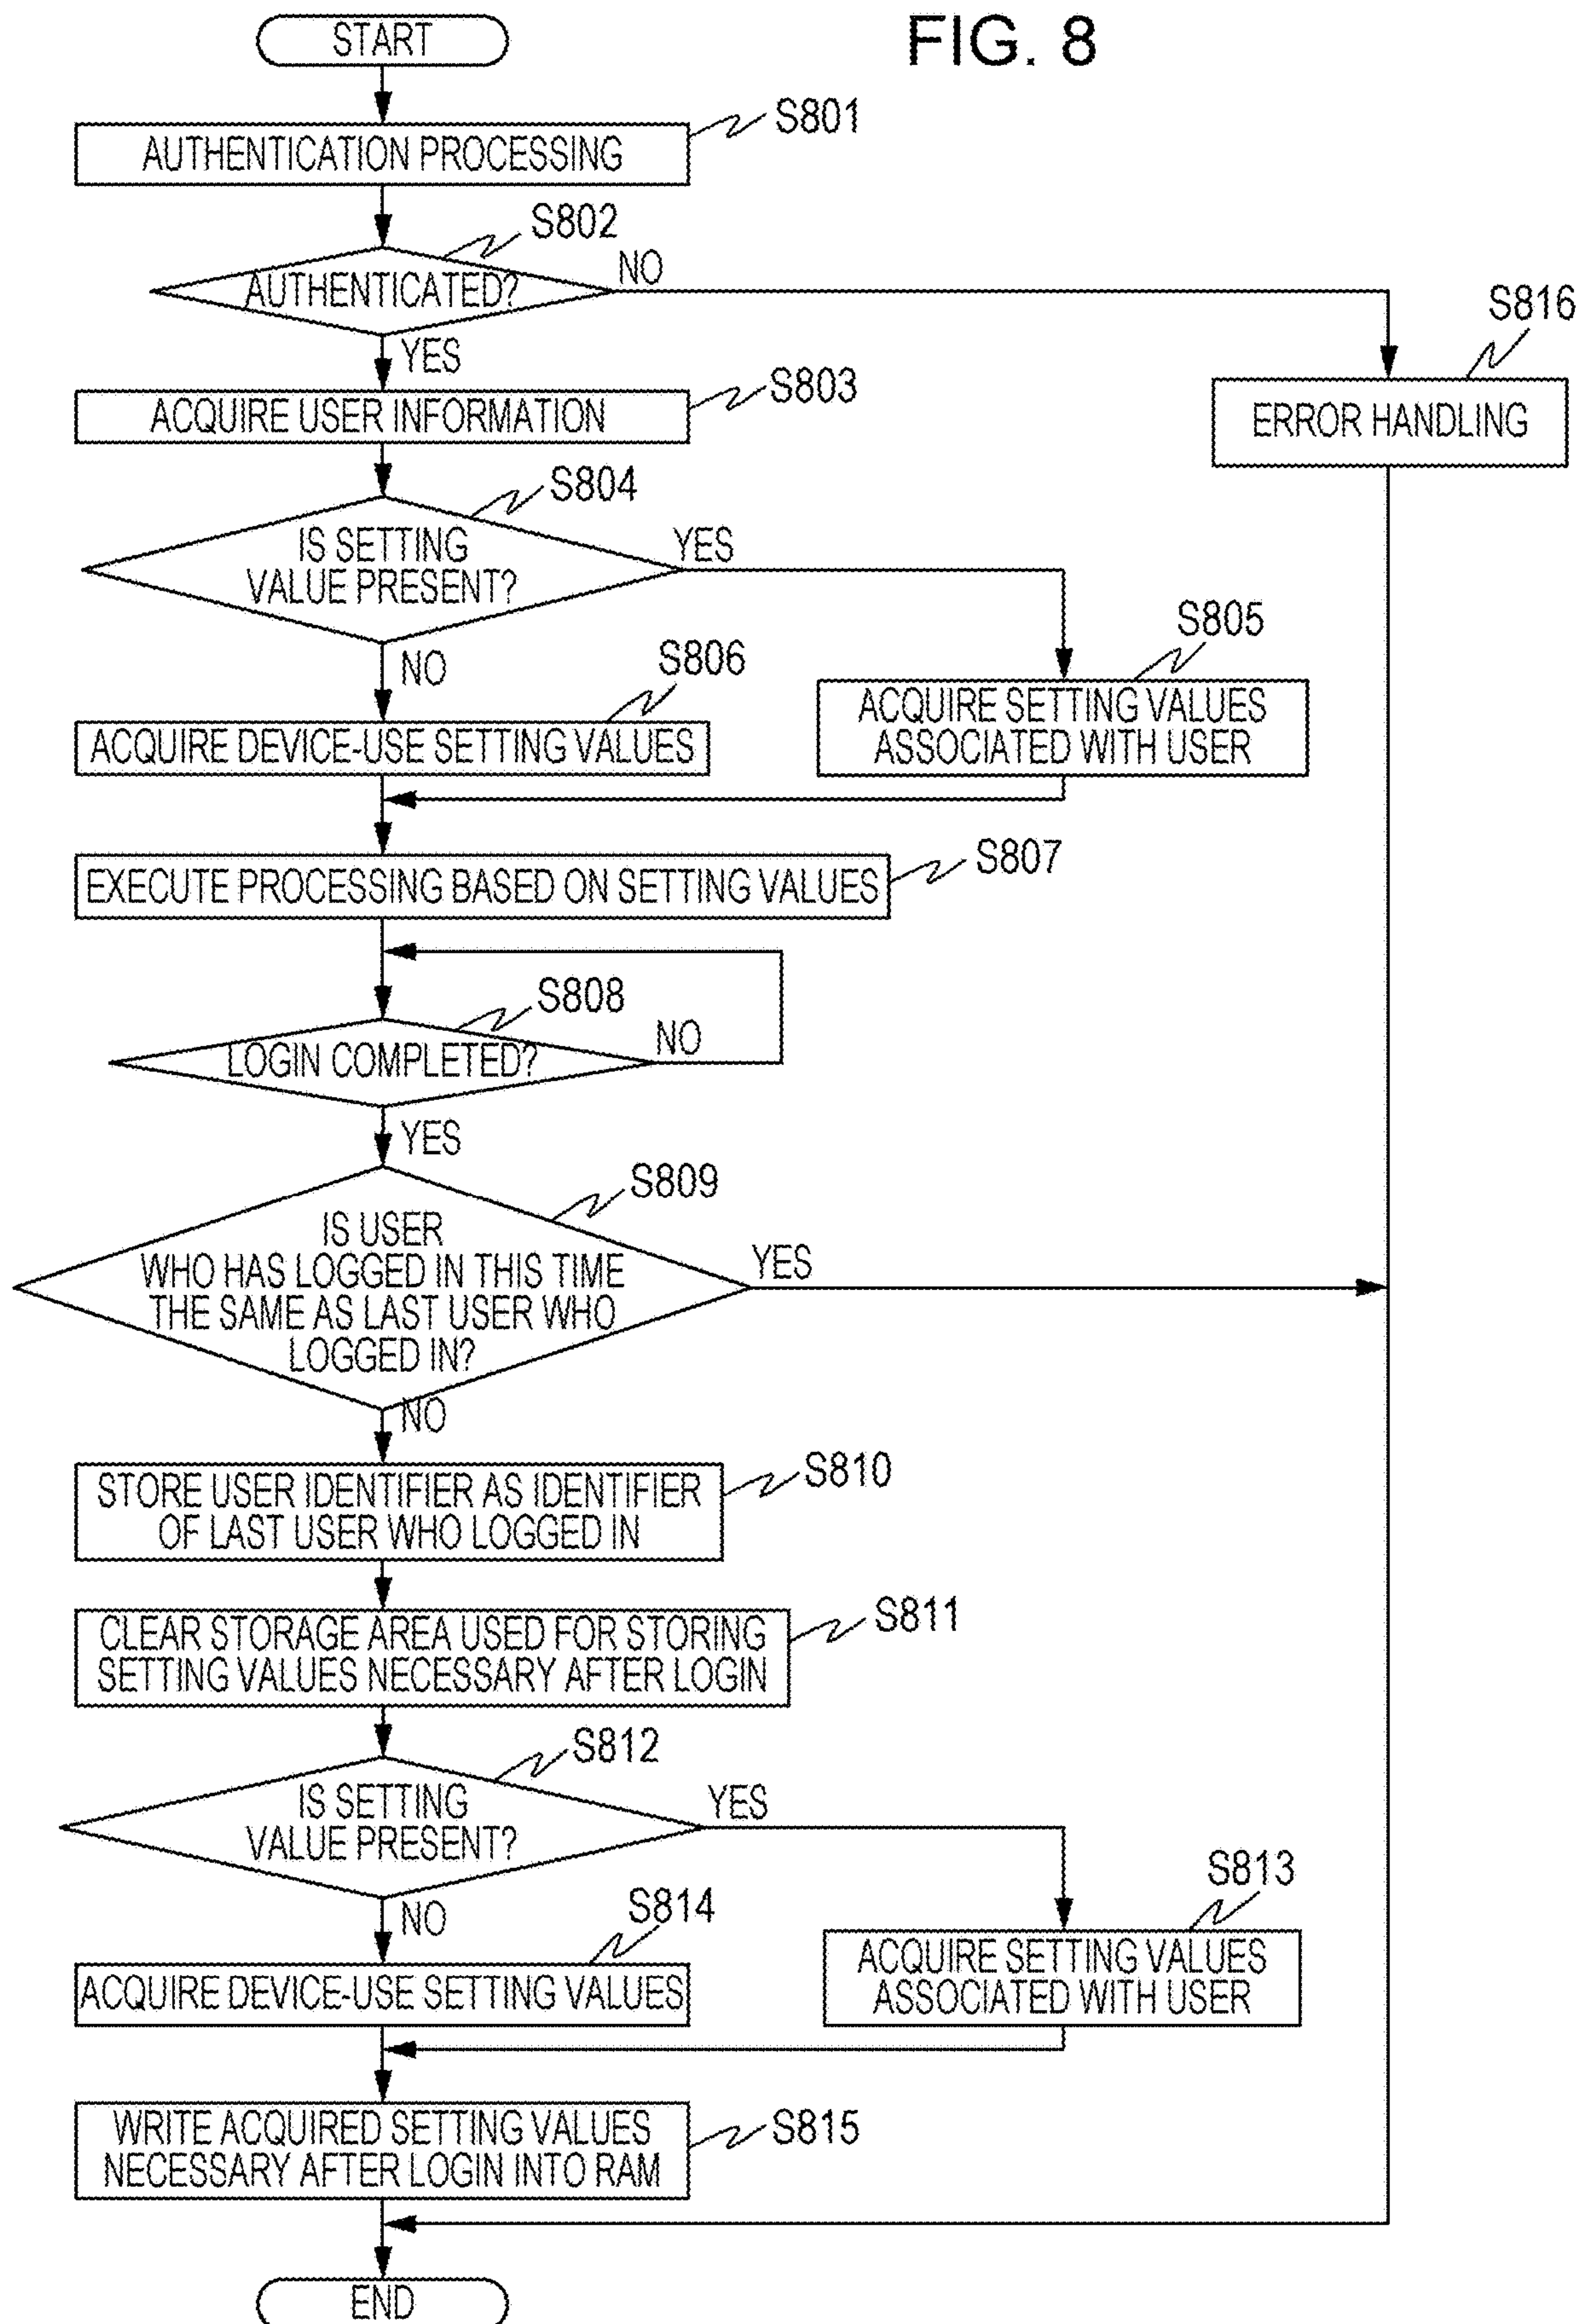 FIG. 8
START
S801
AUTHENTICATION PROCESSING
S802
AUTHENTICATED?
NO
YES
S816
ERROR HANDLING
S803
ACQUIRE USER INFORMATION
S804
IS SETTING
VALUE PRESENT?
YES
NO
S805
ACQUIRE SETTING VALUES
ASSOCIATED WITH USER
S806
ACQUIRE DEVICE-USE SETTING VALUES
S807
EXECUTE PROCESSING BASED ON SETTING VALUES
S808
LOGIN COMPLETED?
NO
YES
S809
IS USER
WHO HAS LOGGED IN THIS TIME
THE SAME AS LAST USER WHO
LOGGED IN?
YES
NO
S810
STORE USER IDENTIFIER AS IDENTIFIER
OF LAST USER WHO LOGGED IN
S811
CLEAR STORAGE AREA USED FOR STORING
SETTING VALUES NECESSARY AFTER LOGIN
S812
IS SETTING
VALUE PRESENT?
YES
NO
S813
ACQUIRE SETTING VALUES
ASSOCIATED WITH USER
S814
ACQUIRE DEVICE-USE SETTING VALUES
S815
WRITE ACQUIRED SETTING VALUES
NECESSARY AFTER LOGIN INTO RAM
END